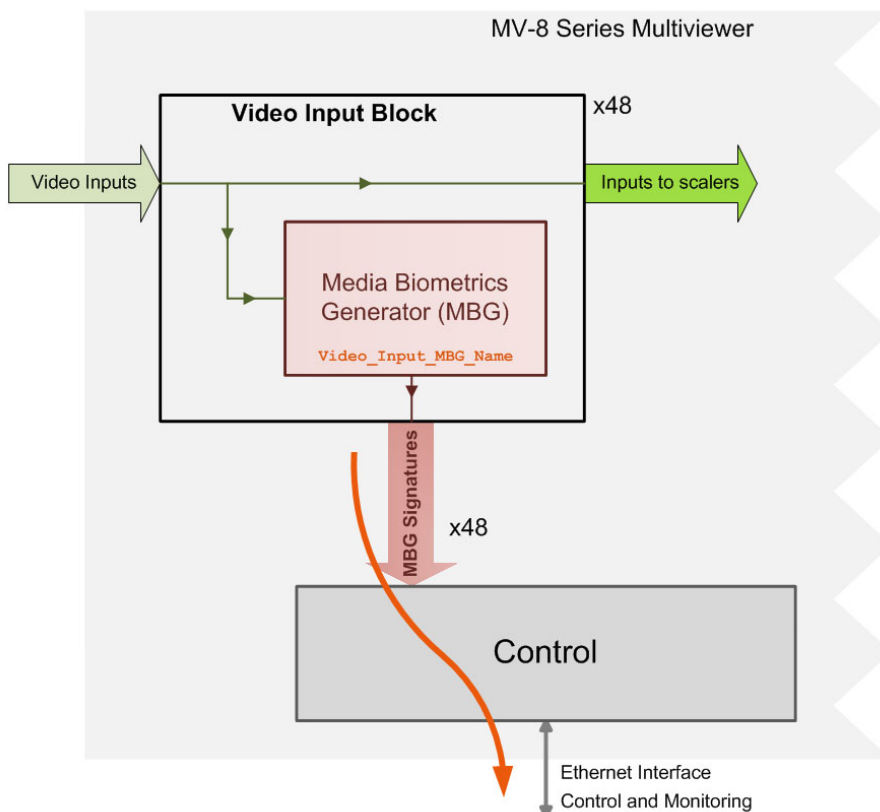 MV-8 Series Multiviewer
Video Input Block
x48
Video Inputs
Inputs to scalers
Media Biometrics
Generator (MBG)
Video_Input_MBG_Name
MBG Signatures
x48
Control
Ethernet Interface
Control and Monitoring